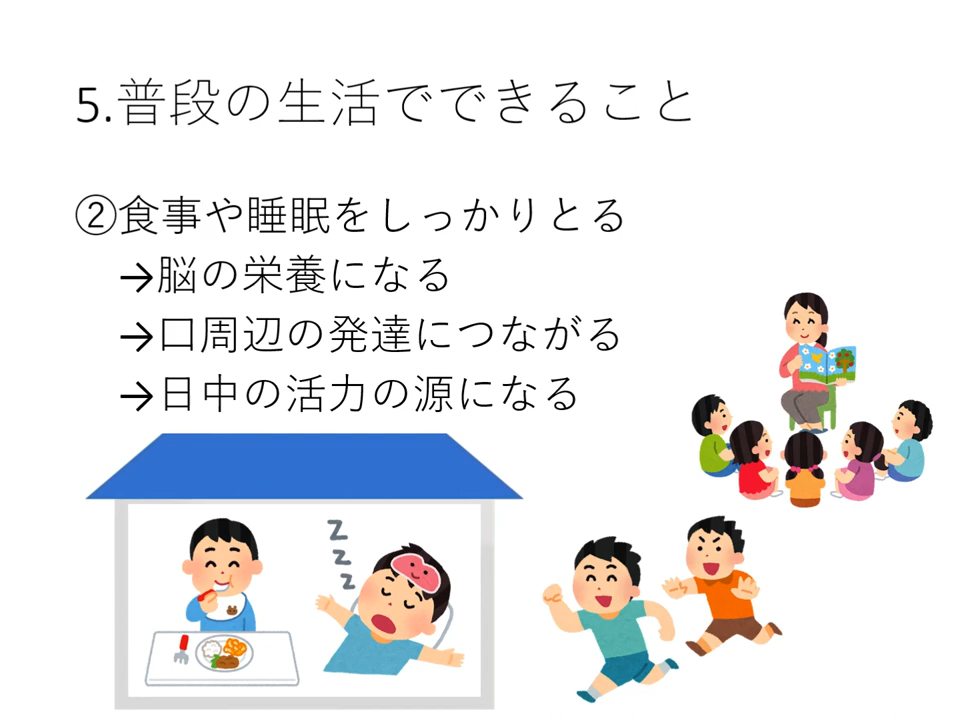 5.普段の生活でできること
②食事や睡眠をしっかりとる
→脳の栄養になる
→口周辺の発達につながる
→日中の活力の源になる
Z
Z
Z